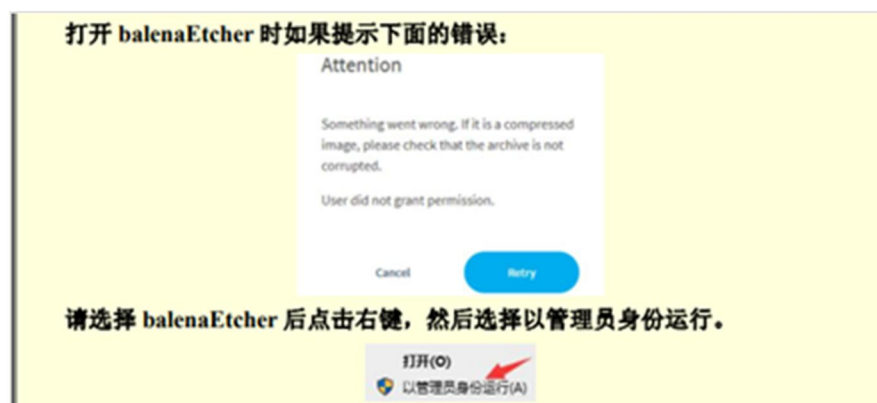 打开 balenaEtcher 时如果提示下面的错误：
Attention
Something went wrong. If it is a compressed
image, please check that the archive is not
corrupted.
User did not grant permission.
Cancel Retry
请选择 balenaEtcher 后点击右键，然后选择以管理员身份运行。
打开(O)
以管理员身份运行(A)